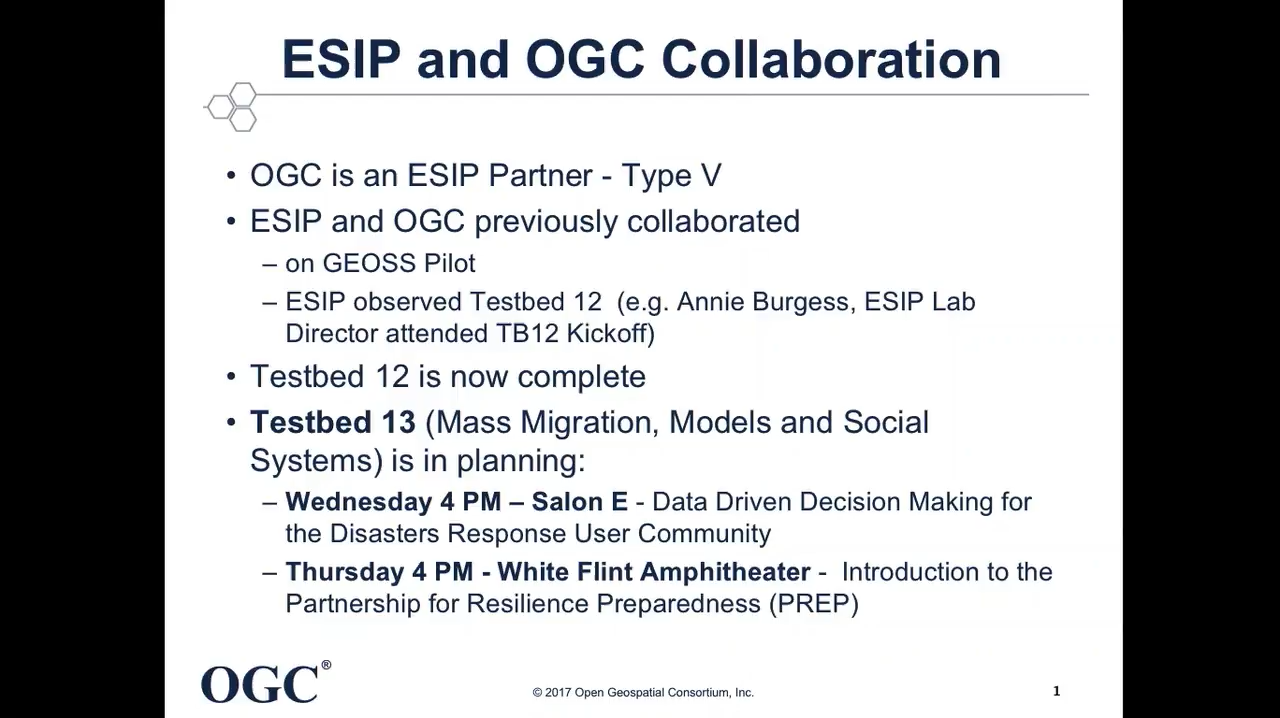 ESIP and OGC Collaboration
• OGC is an ESIP Partner - Type V
• ESIP and OGC previously collaborated
– on GEOSS Pilot
– ESIP observed Testbed 12 (e.g. Annie Burgess, ESIP Lab
Director attended TB12 Kickoff)
• Testbed 12 is now complete
• Testbed 13 (Mass Migration, Models and Social
Systems) is in planning:
– Wednesday 4 PM – Salon E - Data Driven Decision Making for
the Disasters Response User Community
– Thursday 4 PM - White Flint Amphitheater - Introduction to the
Partnership for Resilience Preparedness (PREP)
OGC®
© 2017 Open Geospatial Consortium, Inc.
1